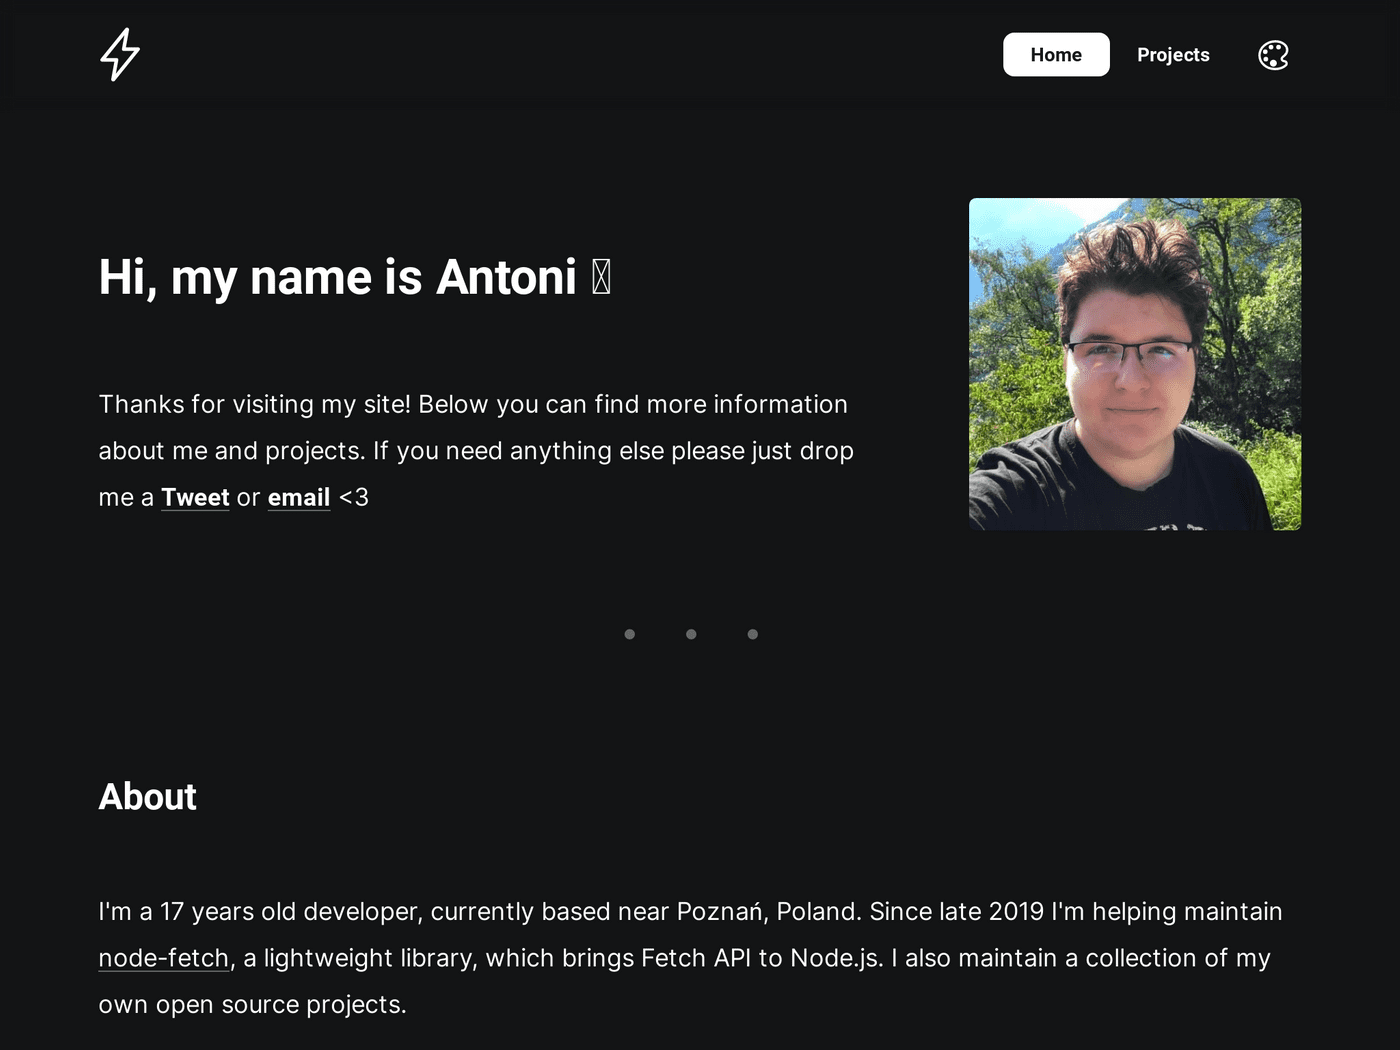 Home
Projects
Hi, my name is Antoni
Thanks for visiting my site! Below you can find more information
about me and projects. If you need anything else please just drop
me a Tweet or email <3
About
I'm a 17 years old developer, currently based near Poznań, Poland. Since late 2019 I'm helping maintain
node-fetch, a lightweight library, which brings Fetch API to Node.js. I also maintain a collection of my
own open source projects.